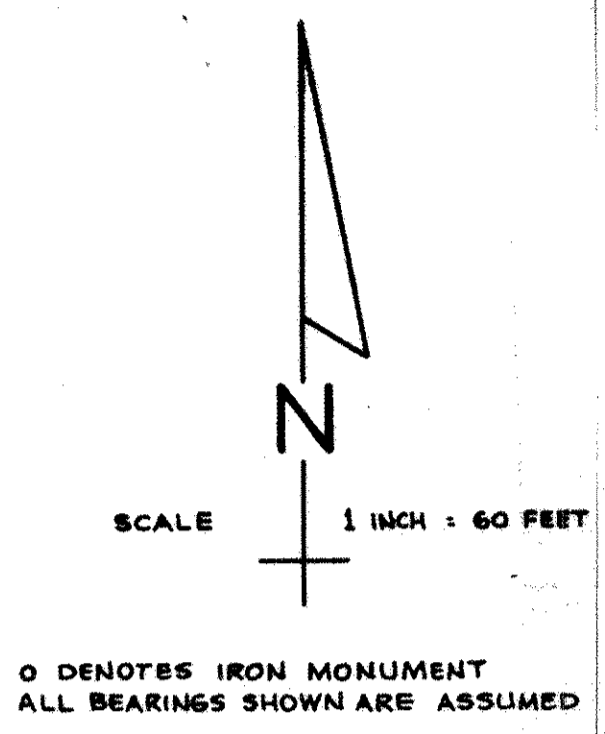 N
SCALE 1 INCH = 60 FEET
O DENOTES IRON MONUMENT
ALL BEARINGS SHOWN ARE ASSUMED